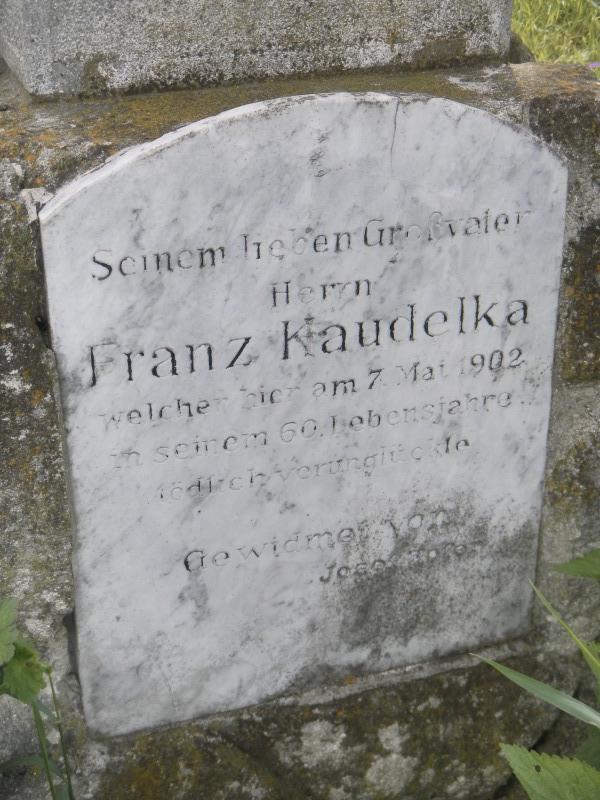 Seinem lieben Großvater
Herrn
Franz Kaudelka
welcher hier am 7. Mai 1902
in seinem 60. Lebensjahre
tödlich verunglückte
Gewidmet von
Josef